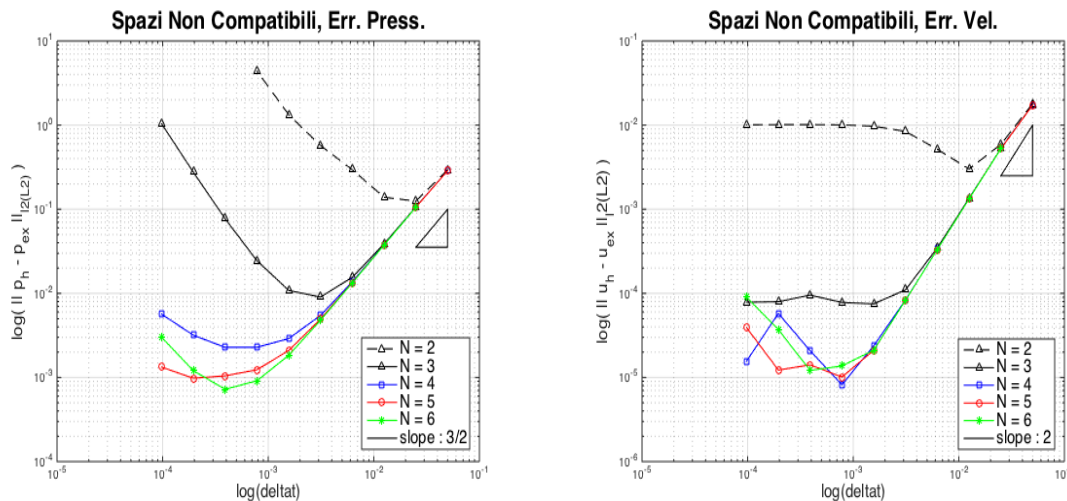 Spazi Non Compatibili, Err. Press.
10^1
10^0
10^-1
10^-2
10^-3
10^-4
10^-5
10^-4
10^-3
10^-2
10^-1
log(deltat)
log( || p_h - p_ex ||_l2(L2) )
N = 2
N = 3
N = 4
N = 5
N = 6
slope : 3/2
Spazi Non Compatibili, Err. Vel.
10^-1
10^-2
10^-3
10^-4
10^-5
10^-6
10^-5
10^-4
10^-3
10^-2
10^-1
log(deltat)
log( || u_h - u_ex ||_l2(L2) )
N = 2
N = 3
N = 4
N = 5
N = 6
slope : 2